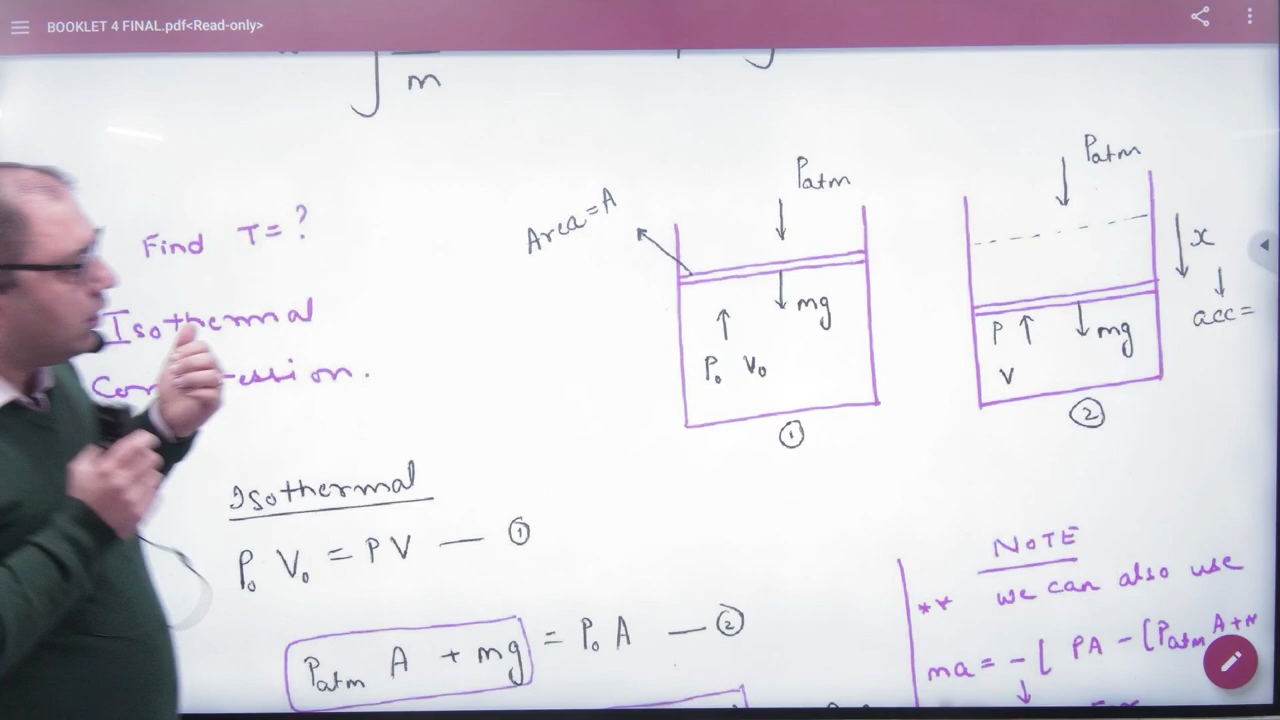 BOOKLET 4 FINAL.pdf<Read-only>
m
Find T = ?
Isothermal
Area = A
Patm
mg
P₀ V₀
①
Patm
x
acc =
P
mg
V
②
Isothermal
P₀ V₀ = PV — ①
Patm A + mg = P₀ A — ②
NOTE
** we can also use
ma = - [ PA - [Patm A +